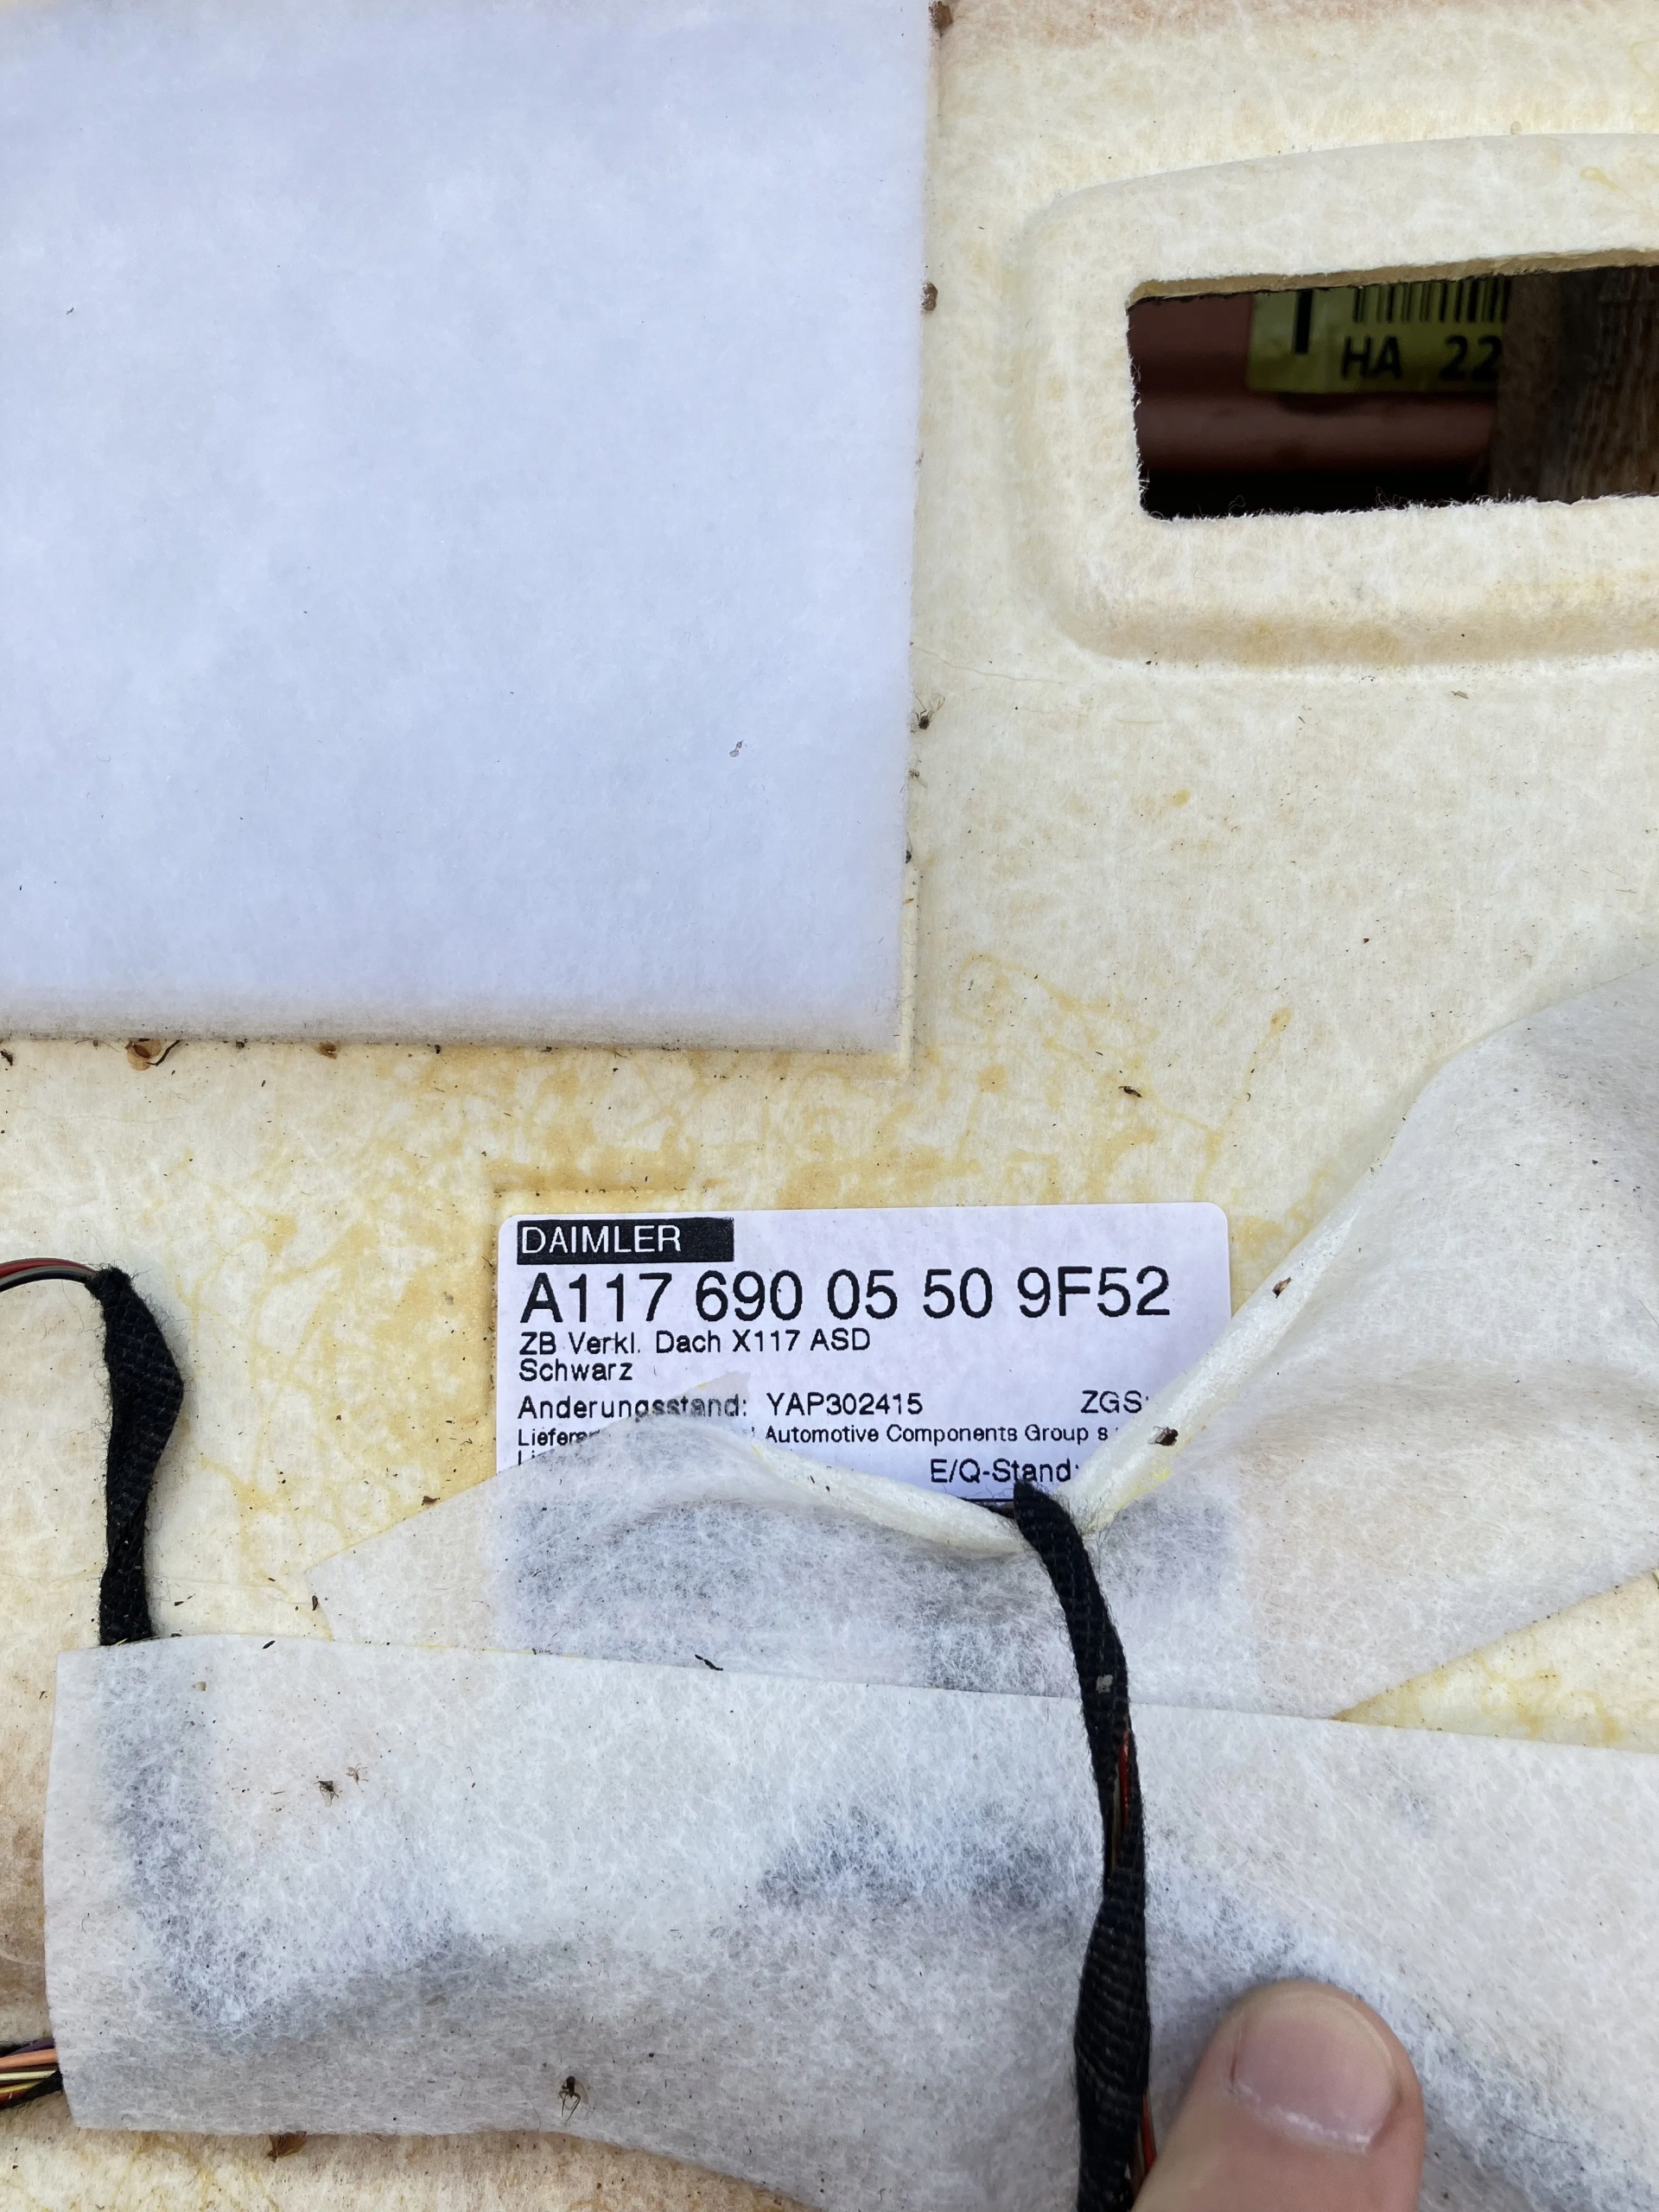 HA 22
DAIMLER
A117 690 05 50 9F52
ZB Verkl. Dach X117 ASD
Schwarz
Anderungsstand: YAP302415 ZGS:
Automotive Components Group
E/Q-Stand: